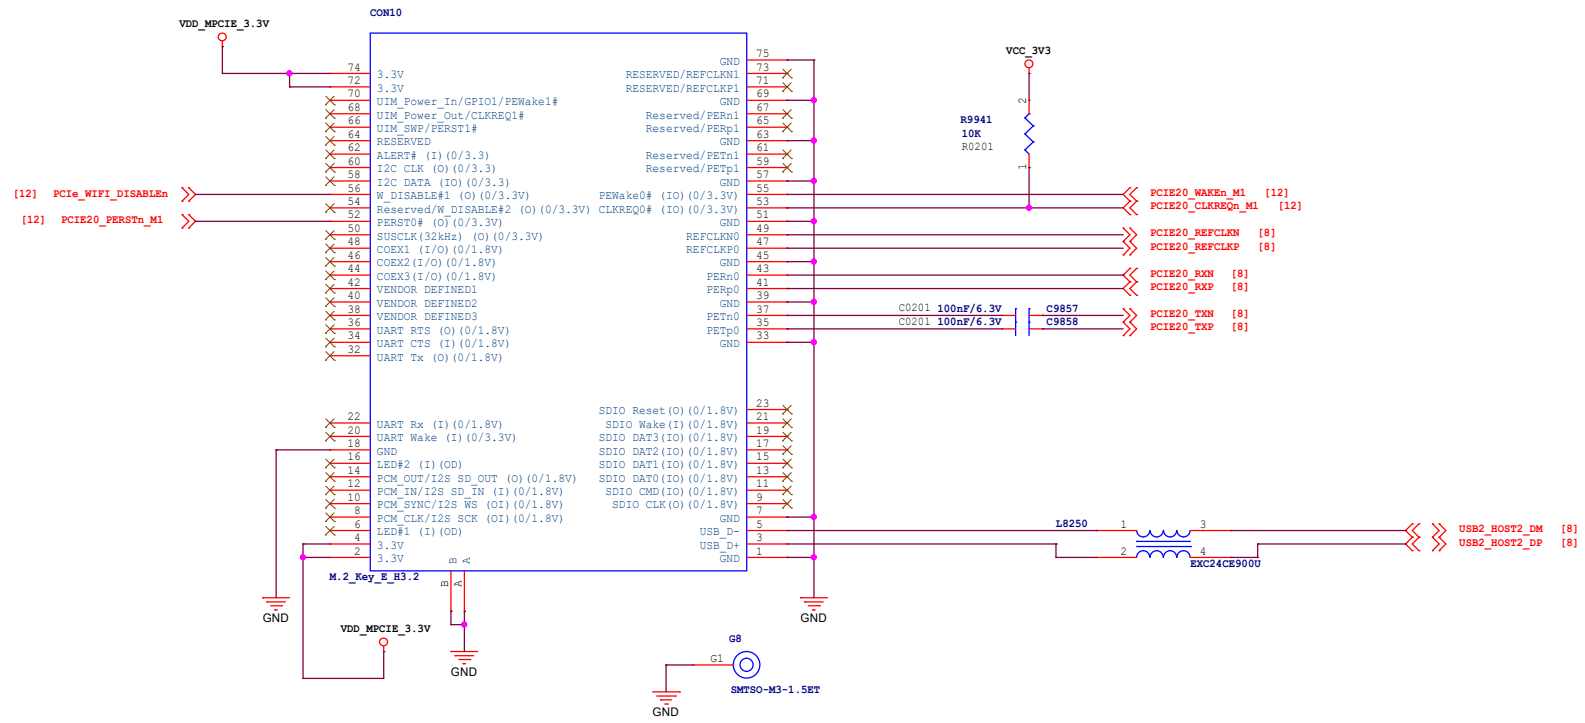 CON10
VDD_MPCIE_3.3V
VCC_3V3
74 3.3V
72 3.3V
70 UIM_Power_In/GPIO1/PEWake1#
68 UIM_Power_Out/CLKREQ1#
66 UIM_SWP/PERST1#
64 RESERVED
62 ALERT# (I)(0/3.3)
60 I2C CLK (O)(0/3.3)
58 I2C DATA (IO)(0/3.3)
[12] PCIe_WIFI_DISABLEn 56 W_DISABLE#1 (O)(0/3.3V)
54 Reserved/W_DISABLE#2 (O)(0/3.3V)
[12] PCIE20_PERSTn_M1 52 PERST0# (O)(0/3.3V)
50 SUSCLK(32kHz) (O)(0/3.3V)
48 COEX1 (I/O)(0/1.8V)
46 COEX2(I/O)(0/1.8V)
44 COEX3(I/O)(0/1.8V)
42 VENDOR DEFINED1
40 VENDOR DEFINED2
38 VENDOR DEFINED3
36 UART RTS (O)(0/1.8V)
34 UART CTS (I)(0/1.8V)
32 UART Tx (O)(0/1.8V)
22 UART Rx (I)(0/1.8V)
20 UART Wake (I)(0/3.3V)
18 GND
16 LED#2 (I)(OD)
14 PCM_OUT/I2S SD_OUT (O)(0/1.8V)
12 PCM_IN/I2S SD_IN (I)(0/1.8V)
10 PCM_SYNC/I2S WS (OI)(0/1.8V)
8 PCM_CLK/I2S SCK (OI)(0/1.8V)
6 LED#1 (I)(OD)
4 3.3V
2 3.3V
GND 75
RESERVED/REFCLKN1 73
RESERVED/REFCLKP1 71
GND 69
Reserved/PERn1 67
Reserved/PERp1 65
GND 63
Reserved/PETn1 61
Reserved/PETp1 59
GND 57
PEWake0# (IO)(0/3.3V) 55 PCIE20_WAKEn_M1 [12]
CLKREQ0# (IO)(0/3.3V) 53 PCIE20_CLKREQn_M1 [12]
GND 51
REFCLKN0 49 PCIE20_REFCLKN [8]
REFCLKP0 47 PCIE20_REFCLKP [8]
GND 45
PERn0 43 PCIE20_RXN [8]
PERp0 41 PCIE20_RXP [8]
GND 39
PETn0 37 C0201 100nF/6.3V C9857 PCIE20_TXN [8]
PETp0 35 C0201 100nF/6.3V C9858 PCIE20_TXP [8]
GND 33
SDIO Reset(O)(0/1.8V) 23
SDIO Wake(I)(0/1.8V) 21
SDIO DAT3(IO)(0/1.8V) 19
SDIO DAT2(IO)(0/1.8V) 17
SDIO DAT1(IO)(0/1.8V) 15
SDIO DAT0(IO)(0/1.8V) 13
SDIO CMD(IO)(0/1.8V) 11
SDIO CLK(O)(0/1.8V) 9
GND 7
USB_D- 5 L8250 1 3 USB2_HOST2_DM [8]
USB_D+ 3 2 4 USB2_HOST2_DP [8]
GND 1
EXC24CE900U
2
R9941
10K
R0201
1
M.2_Key_E_H3.2
B A
B A
GND
GND
VDD_MPCIE_3.3V
GND
G8
G1
SMTSO-M3-1.5ET
GND